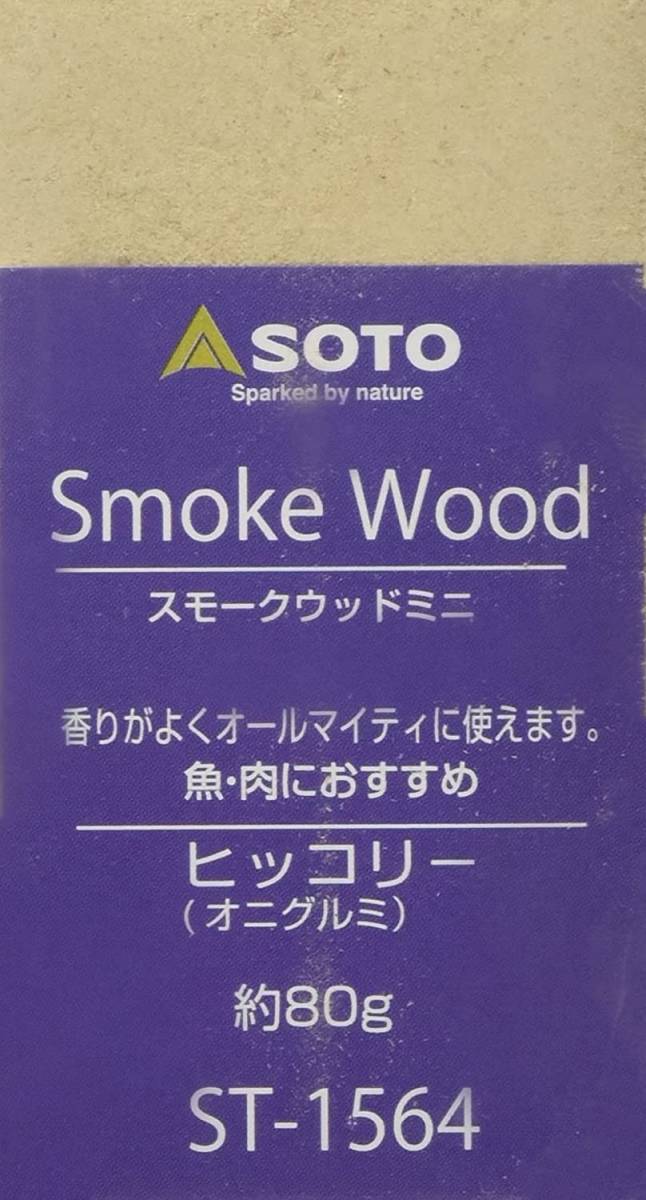 SOTO
Sparked by nature
Smoke Wood
スモークウッドミニ
香りがよくオールマイティに使えます。
魚・肉におすすめ
ヒッコリー
(オニグルミ)
約80g
ST-1564